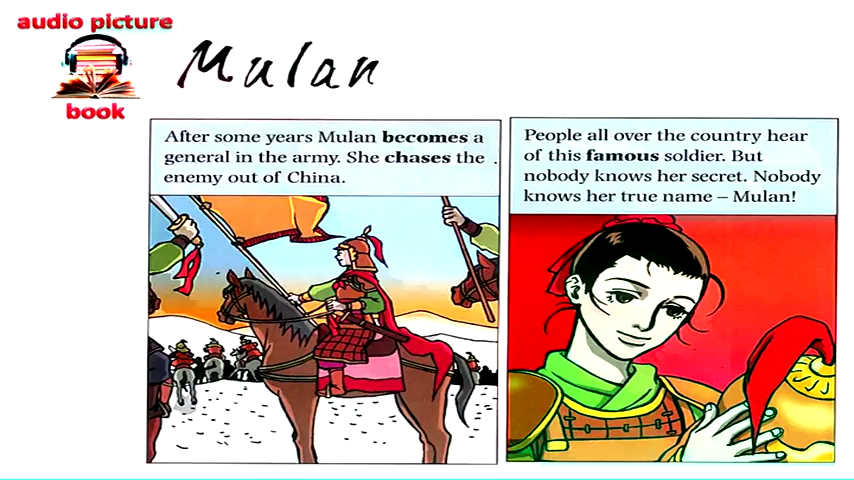 audio picture
book
Mulan
After some years Mulan becomes a
general in the army. She chases the
enemy out of China.
People all over the country hear
of this famous soldier. But
nobody knows her secret. Nobody
knows her true name – Mulan!